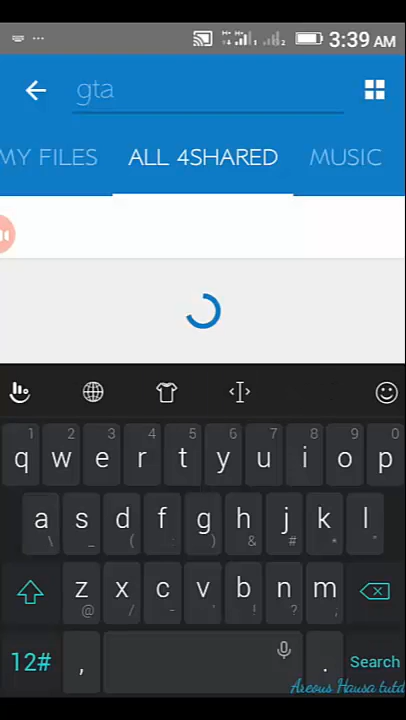 3:39 AM
gta
MY FILES ALL 4SHARED MUSIC
1 2 3 4 5 6 7 8 9 0
q w e r t y u i o p
a s d f g h j k l
\ _ ( : ) & # * "
z x c v b n m
@ / - ' ! ? ;
12# , . Search
Areous Hausa tutd